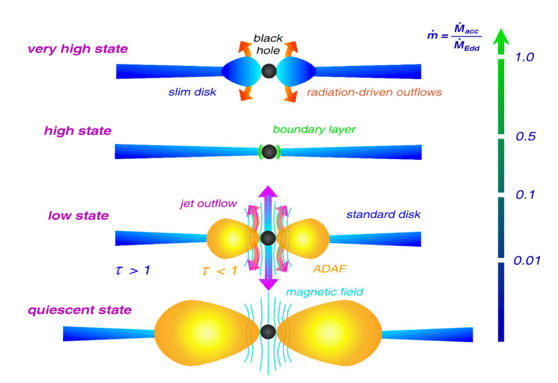 very high state
black
hole
slim disk
radiation-driven outflows
ṁ = Ṁacc
ṀEdd
1.0
high state
boundary layer
0.5
0.1
low state
jet outflow
standard disk
τ > 1
τ < 1
ADAF
0.01
magnetic field
quiescent state